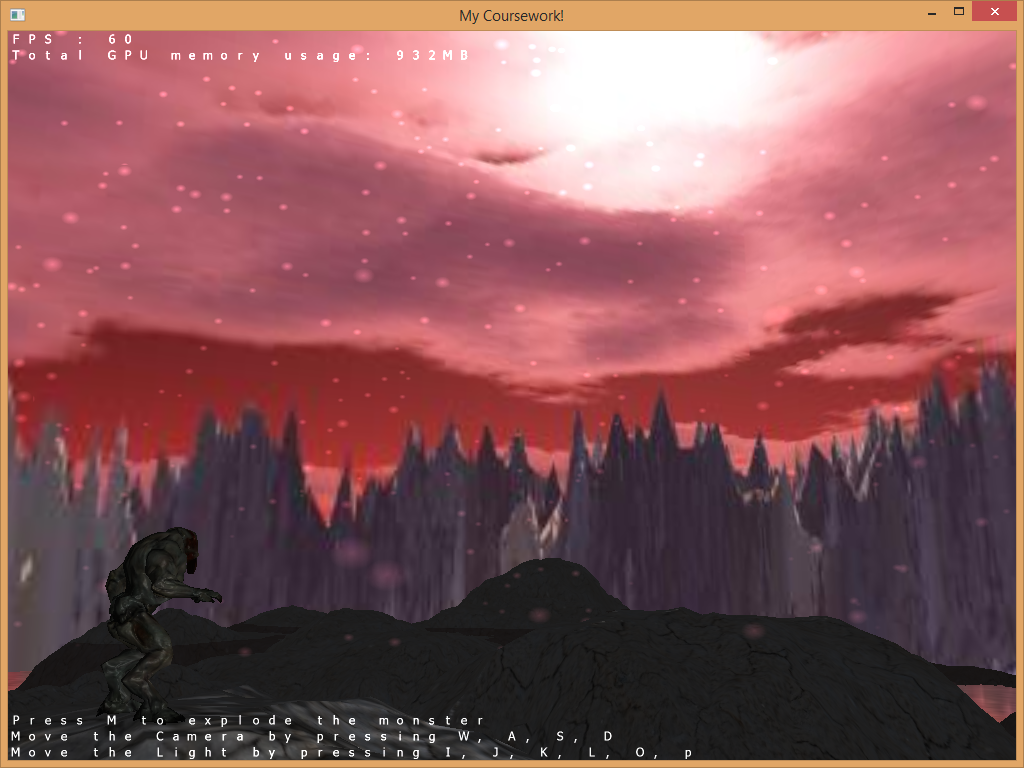 My Coursework!
FPS : 60
Total GPU memory usage: 932MB
Press M to explode the monster
Move the Camera by pressing W, A, S, D
Move the Light by pressing I, J, K, L, O, p